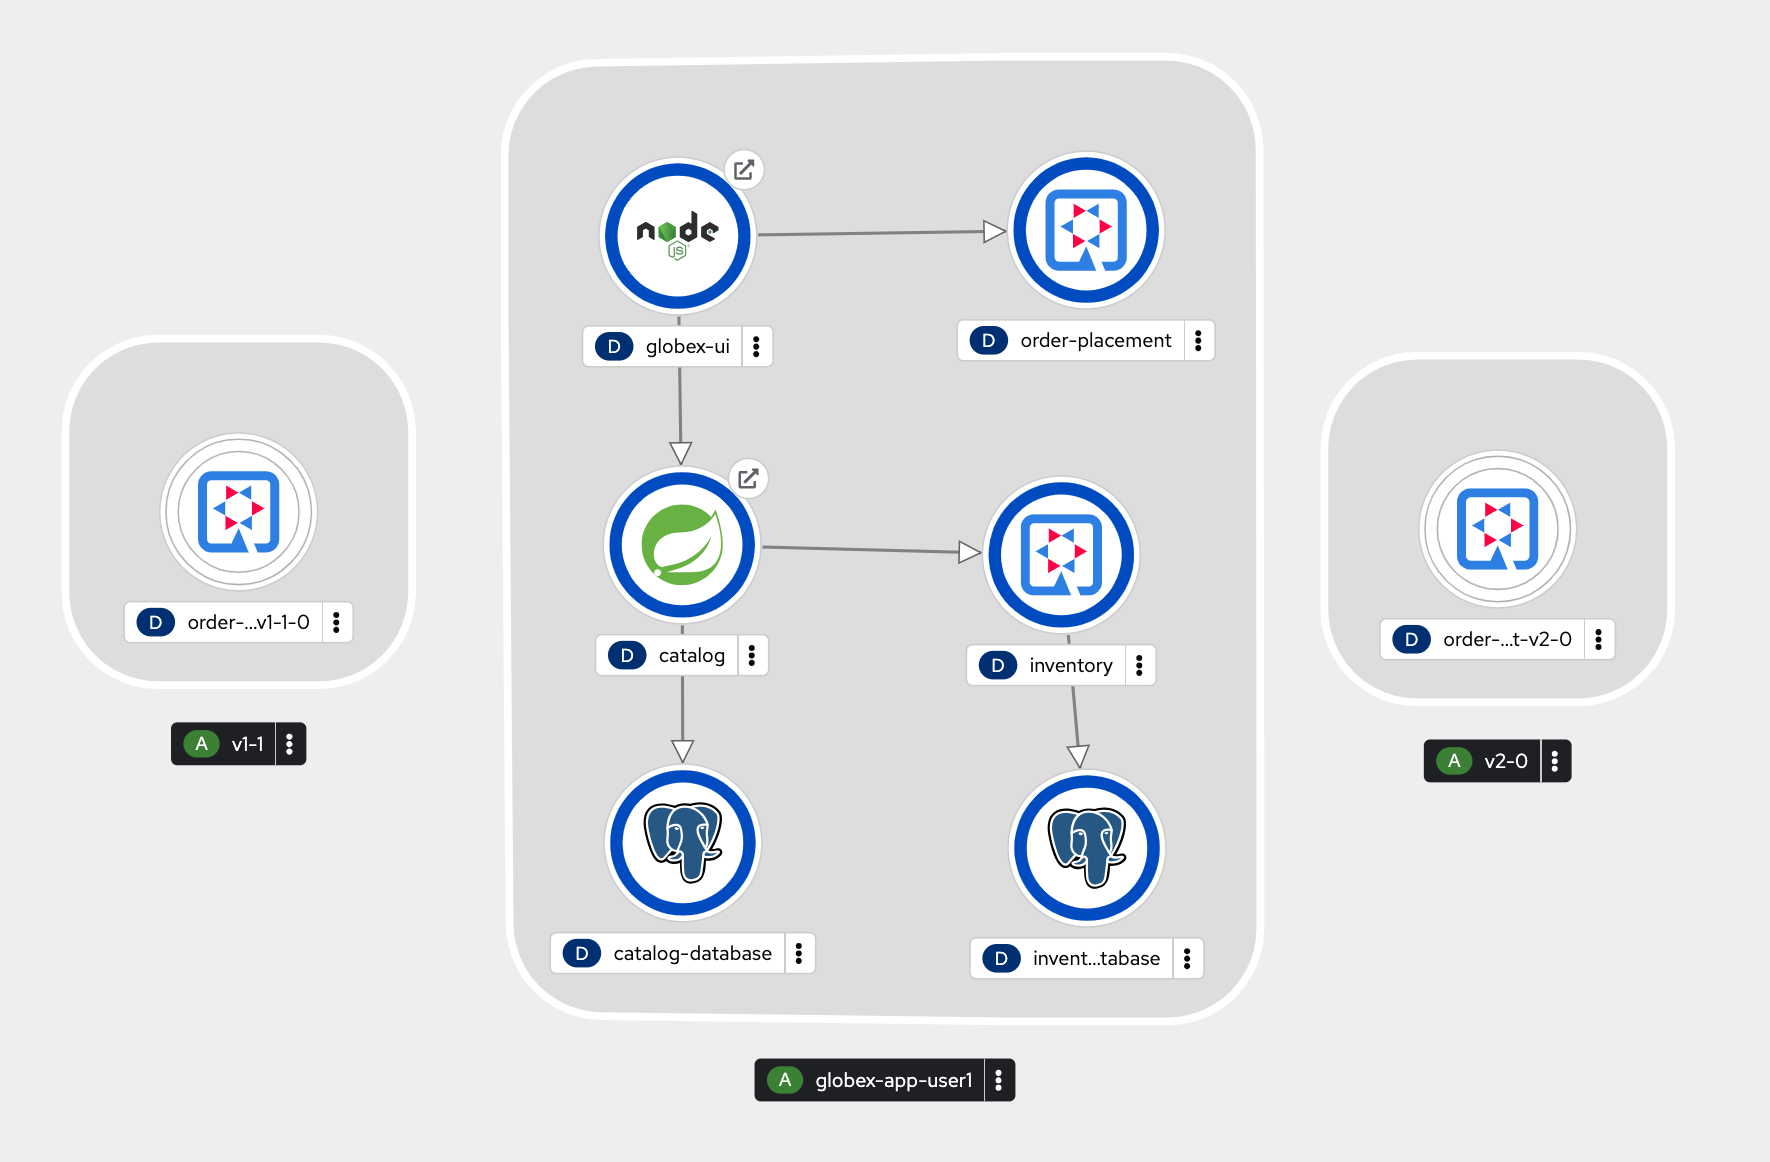 node
JS
D globex-ui
D order-placement
D order-...v1-1-0
A v1-1
D catalog
D inventory
D order-...t-v2-0
A v2-0
D catalog-database
D invent...tabase
A globex-app-user1